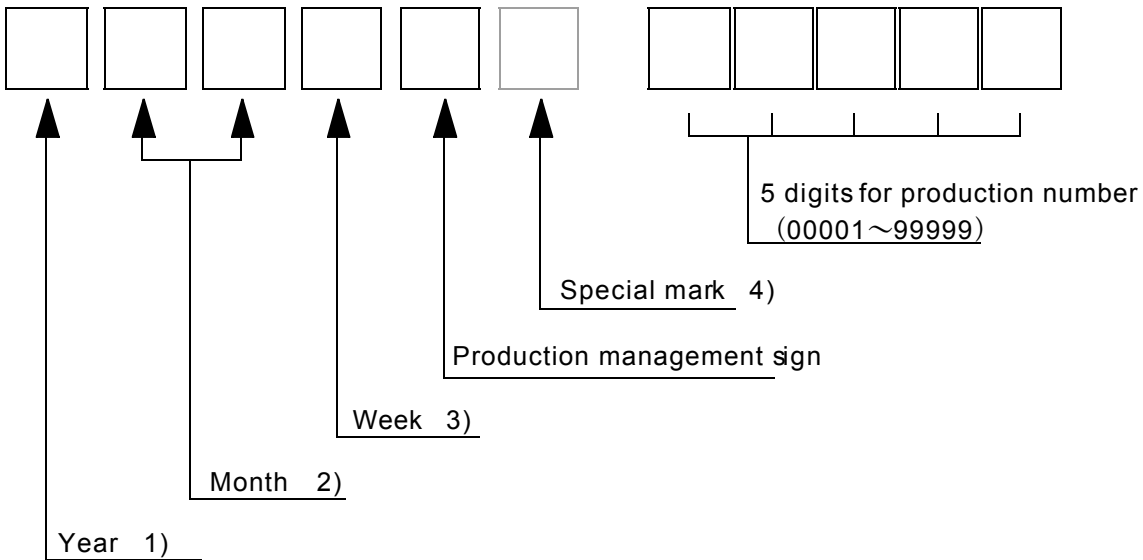 5 digits for production number
（00001～99999）
Special mark 4)
Production management sign
Week 3)
Month 2)
Year 1)